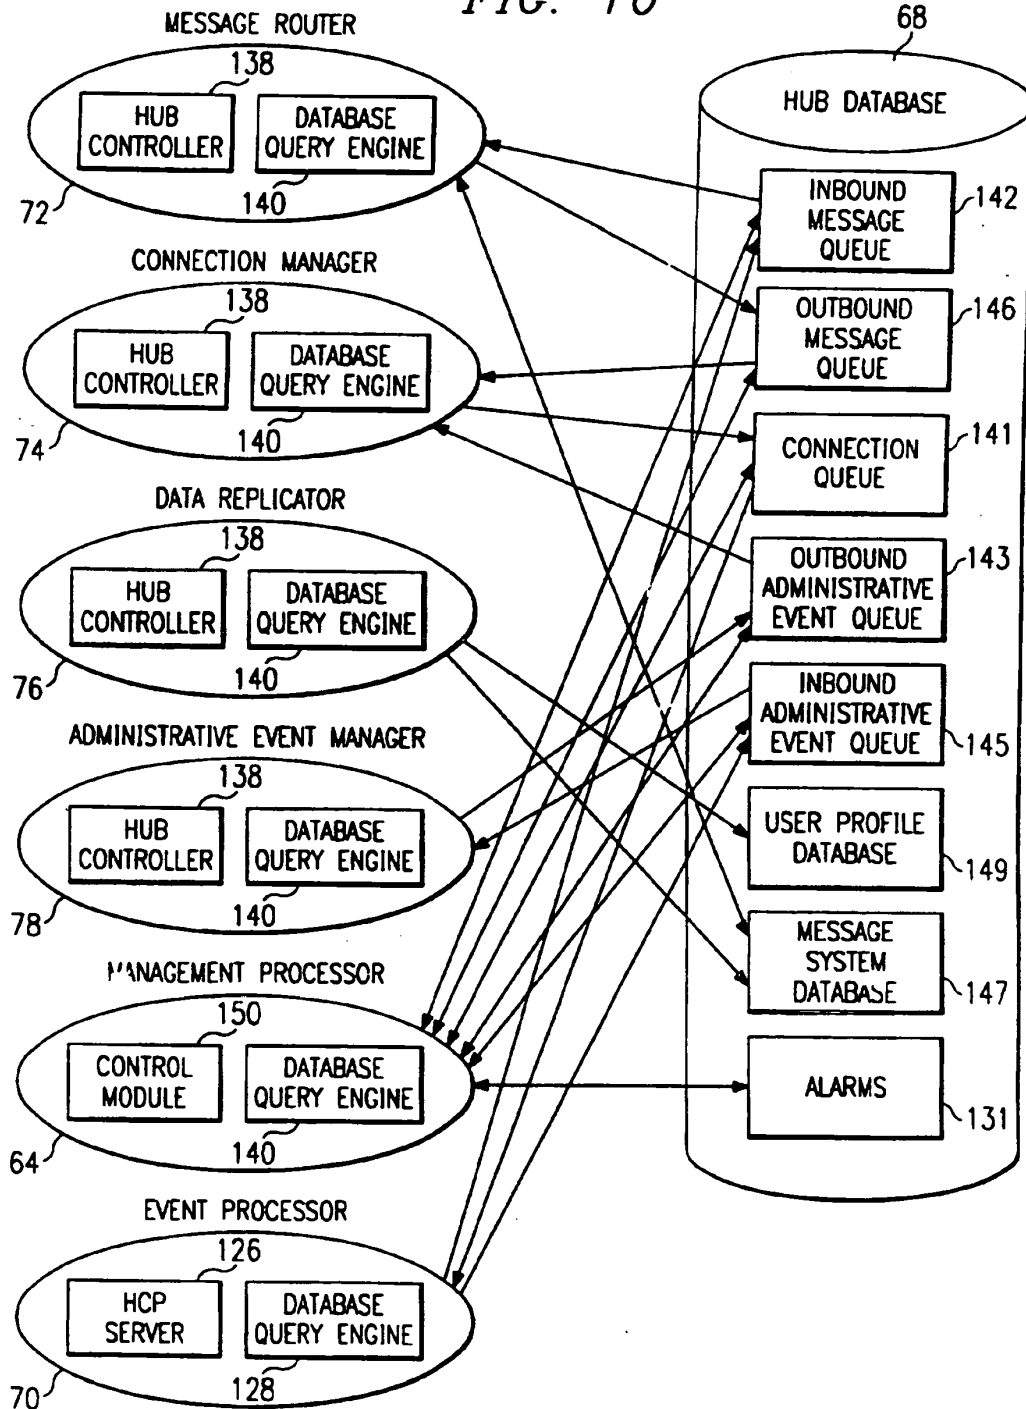 FIG. 10
MESSAGE ROUTER
138
HUB
CONTROLLER
DATABASE
QUERY ENGINE
140
72
CONNECTION MANAGER
138
HUB
CONTROLLER
DATABASE
QUERY ENGINE
140
74
DATA REPLICATOR
138
HUB
CONTROLLER
DATABASE
QUERY ENGINE
140
76
ADMINISTRATIVE EVENT MANAGER
138
HUB
CONTROLLER
DATABASE
QUERY ENGINE
140
78
MANAGEMENT PROCESSOR
150
CONTROL
MODULE
DATABASE
QUERY ENGINE
140
64
EVENT PROCESSOR
126
HCP
SERVER
DATABASE
QUERY ENGINE
128
70
68
HUB DATABASE
INBOUND
MESSAGE
QUEUE
142
OUTBOUND
MESSAGE
QUEUE
146
CONNECTION
QUEUE
141
OUTBOUND
ADMINISTRATIVE
EVENT QUEUE
143
INBOUND
ADMINISTRATIVE
EVENT QUEUE
145
USER PROFILE
DATABASE
149
MESSAGE
SYSTEM
DATABASE
147
ALARMS
131